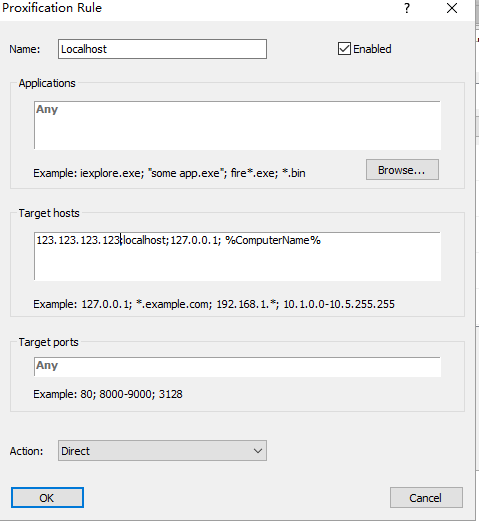 Proxification Rule
Name: Localhost Enabled
Applications
Any
Example: iexplore.exe; "some app.exe"; fire*.exe; *.bin Browse...
Target hosts
123.123.123.123;localhost;127.0.0.1; %ComputerName%
Example: 127.0.0.1; *.example.com; 192.168.1.*; 10.1.0.0-10.5.255.255
Target ports
Any
Example: 80; 8000-9000; 3128
Action: Direct
OK Cancel